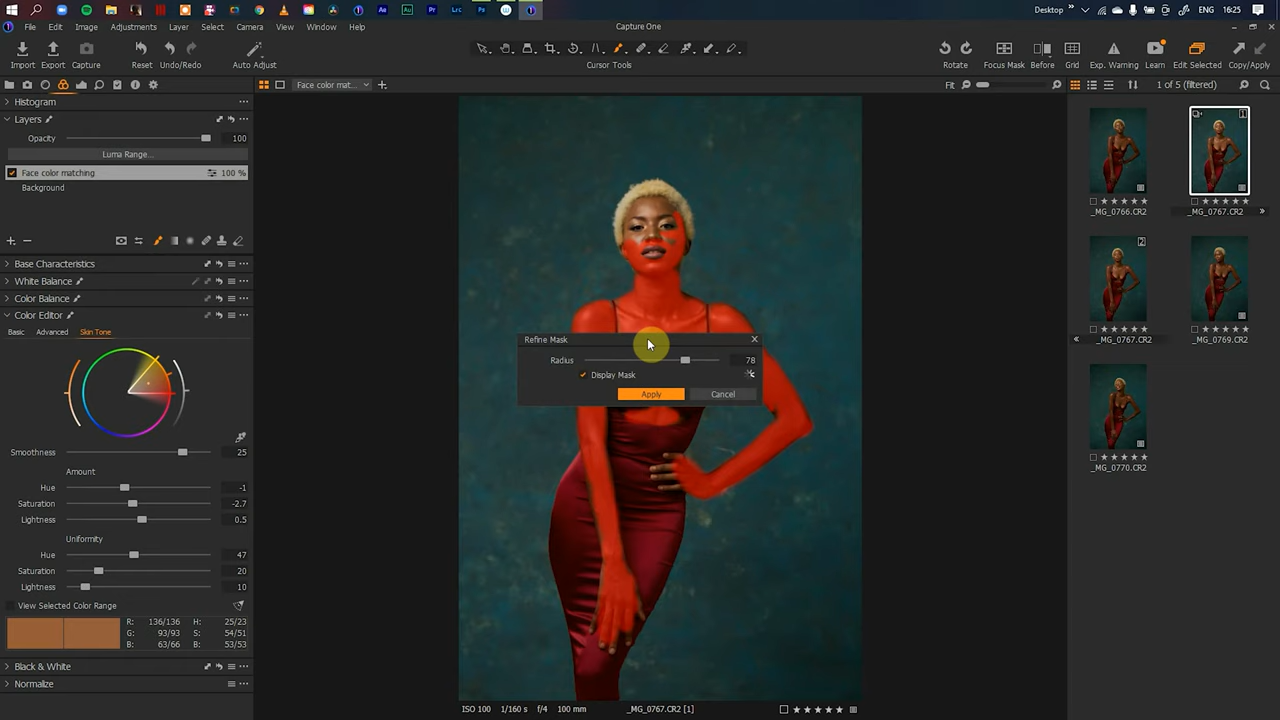 Desktop ENG 16:25
File Edit Image Adjustments Layer Select Camera View Window Help
Capture One
Import Export Capture Reset Undo/Redo Auto Adjust Cursor Tools Rotate Focus Mask Before Grid Exp. Warning Learn Edit Selected Copy/Apply
Face color mat... Fit 1 of 5 (filtered)
Histogram
Layers
Opacity 100
Luma Range...
Face color matching 100 %
Background
Base Characteristics
White Balance
Color Balance
Color Editor
Basic Advanced Skin Tone
Smoothness 25
Amount
Hue -1
Saturation -2.7
Lightness 0.5
Uniformity
Hue 47
Saturation 20
Lightness 10
View Selected Color Range
R: 136/136 H: 25/23
G: 93/93 S: 54/51
B: 63/66 B: 53/53
Black & White
Normalize
Refine Mask
Radius 78
Display Mask
Apply Cancel
ISO 100 1/160 s f/4 100 mm _MG_0767.CR2 [1]
1
_MG_0766.CR2 _MG_0767.CR2
2
_MG_0767.CR2 _MG_0769.CR2
_MG_0770.CR2